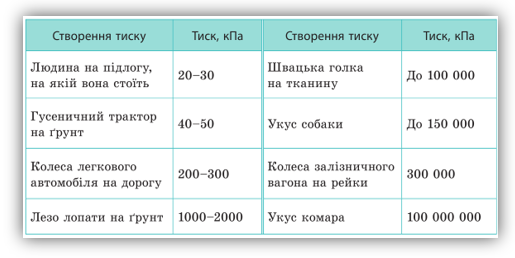 Створення тиску Тиск, кПа Створення тиску Тиск, кПа
Людина на підлогу,
на якій вона стоїть
20–30
Швацька голка
на тканину
До 100 000
Гусеничний трактор
на ґрунт
40–50
Укус собаки
До 150 000
Колеса легкового
автомобіля на дорогу
200–300
Колеса залізничного
вагона на рейки
300 000
Лезо лопати на ґрунт 1000–2000 Укус комара 100 000 000